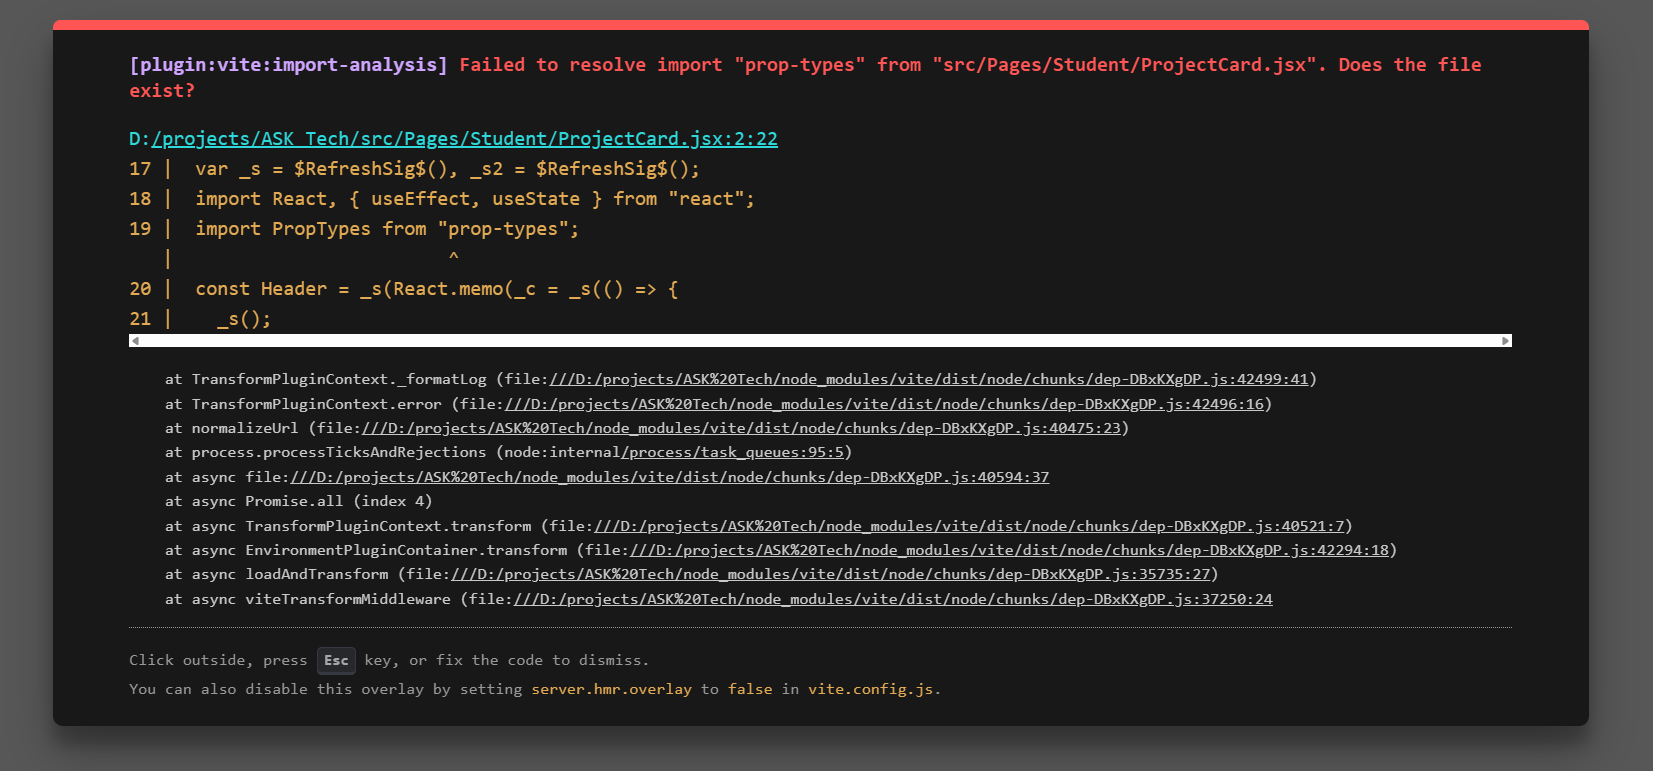 [plugin:vite:import-analysis] Failed to resolve import "prop-types" from "src/Pages/Student/ProjectCard.jsx". Does the file
exist?
D:/projects/ASK Tech/src/Pages/Student/ProjectCard.jsx:2:22
17 |  var _s = $RefreshSig$(), _s2 = $RefreshSig$();
18 |  import React, { useEffect, useState } from "react";
19 |  import PropTypes from "prop-types";
   |                         ^
20 |  const Header = _s(React.memo(_c = _s(() => {
21 |    _s();
at TransformPluginContext._formatLog (file:///D:/projects/ASK%20Tech/node_modules/vite/dist/node/chunks/dep-DBxKXgDP.js:42499:41)
at TransformPluginContext.error (file:///D:/projects/ASK%20Tech/node_modules/vite/dist/node/chunks/dep-DBxKXgDP.js:42496:16)
at normalizeUrl (file:///D:/projects/ASK%20Tech/node_modules/vite/dist/node/chunks/dep-DBxKXgDP.js:40475:23)
at process.processTicksAndRejections (node:internal/process/task_queues:95:5)
at async file:///D:/projects/ASK%20Tech/node_modules/vite/dist/node/chunks/dep-DBxKXgDP.js:40594:37
at async Promise.all (index 4)
at async TransformPluginContext.transform (file:///D:/projects/ASK%20Tech/node_modules/vite/dist/node/chunks/dep-DBxKXgDP.js:40521:7)
at async EnvironmentPluginContainer.transform (file:///D:/projects/ASK%20Tech/node_modules/vite/dist/node/chunks/dep-DBxKXgDP.js:42294:18)
at async loadAndTransform (file:///D:/projects/ASK%20Tech/node_modules/vite/dist/node/chunks/dep-DBxKXgDP.js:35735:27)
at async viteTransformMiddleware (file:///D:/projects/ASK%20Tech/node_modules/vite/dist/node/chunks/dep-DBxKXgDP.js:37250:24
Click outside, press Esc key, or fix the code to dismiss.
You can also disable this overlay by setting server.hmr.overlay to false in vite.config.js.